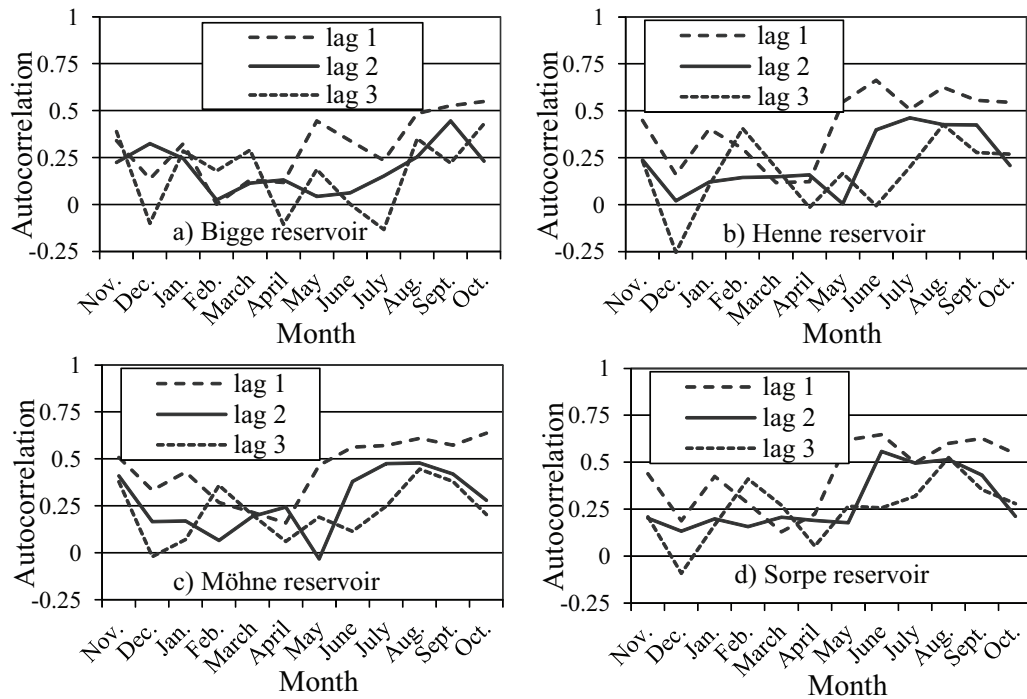 1
0.75
0.5
0.25
0
-0.25
Autocorrelation
lag 1
lag 2
lag 3
a) Bigge reservoir
Nov. Dec. Jan. Feb. March April May June July Aug. Sept. Oct.
Month
1
0.75
0.5
0.25
0
-0.25
Autocorrelation
lag 1
lag 2
lag 3
b) Henne reservoir
Nov. Dec. Jan. Feb. March April May June July Aug. Sept. Oct.
Month
1
0.75
0.5
0.25
0
-0.25
Autocorrelation
lag 1
lag 2
lag 3
c) Möhne reservoir
Nov. Dec. Jan. Feb. March April May June July Aug. Sept. Oct.
Month
1
0.75
0.5
0.25
0
-0.25
Autocorrelation
lag 1
lag 2
lag 3
d) Sorpe reservoir
Nov. Dec. Jan. Feb. March April May June July Aug. Sept. Oct.
Month